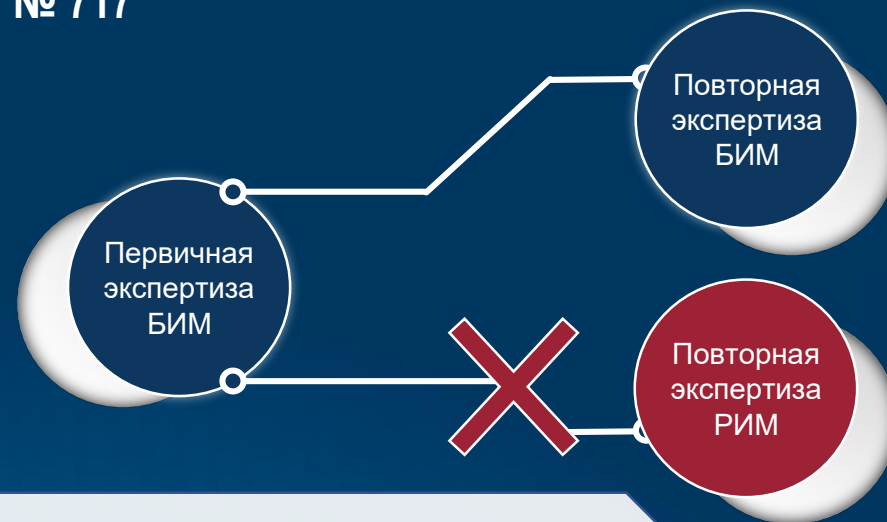 № 717
Повторная
экспертиза
БИМ
Первичная
экспертиза
БИМ
Повторная
экспертиза
РИМ